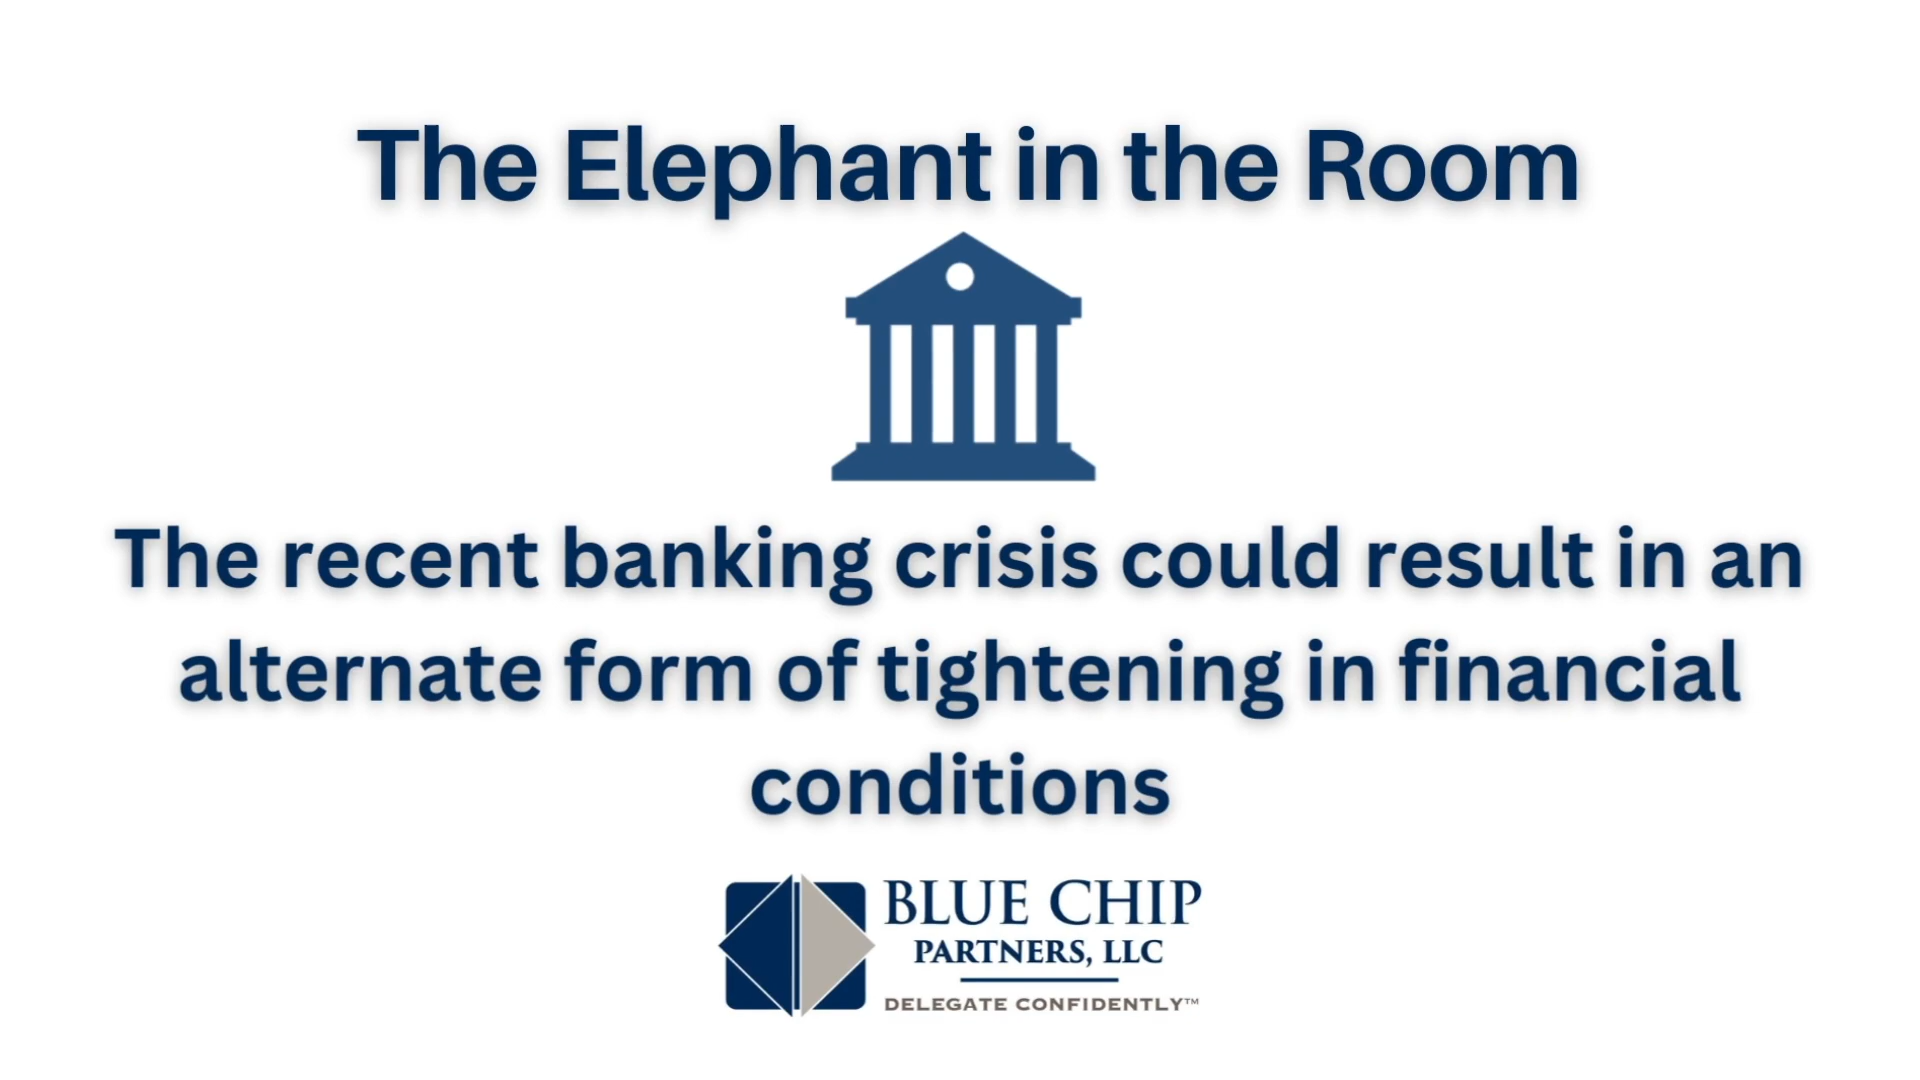 The Elephant in the Room
The recent banking crisis could result in an
alternate form of tightening in financial
conditions
BLUE CHIP
PARTNERS, LLC
DELEGATE CONFIDENTLY™